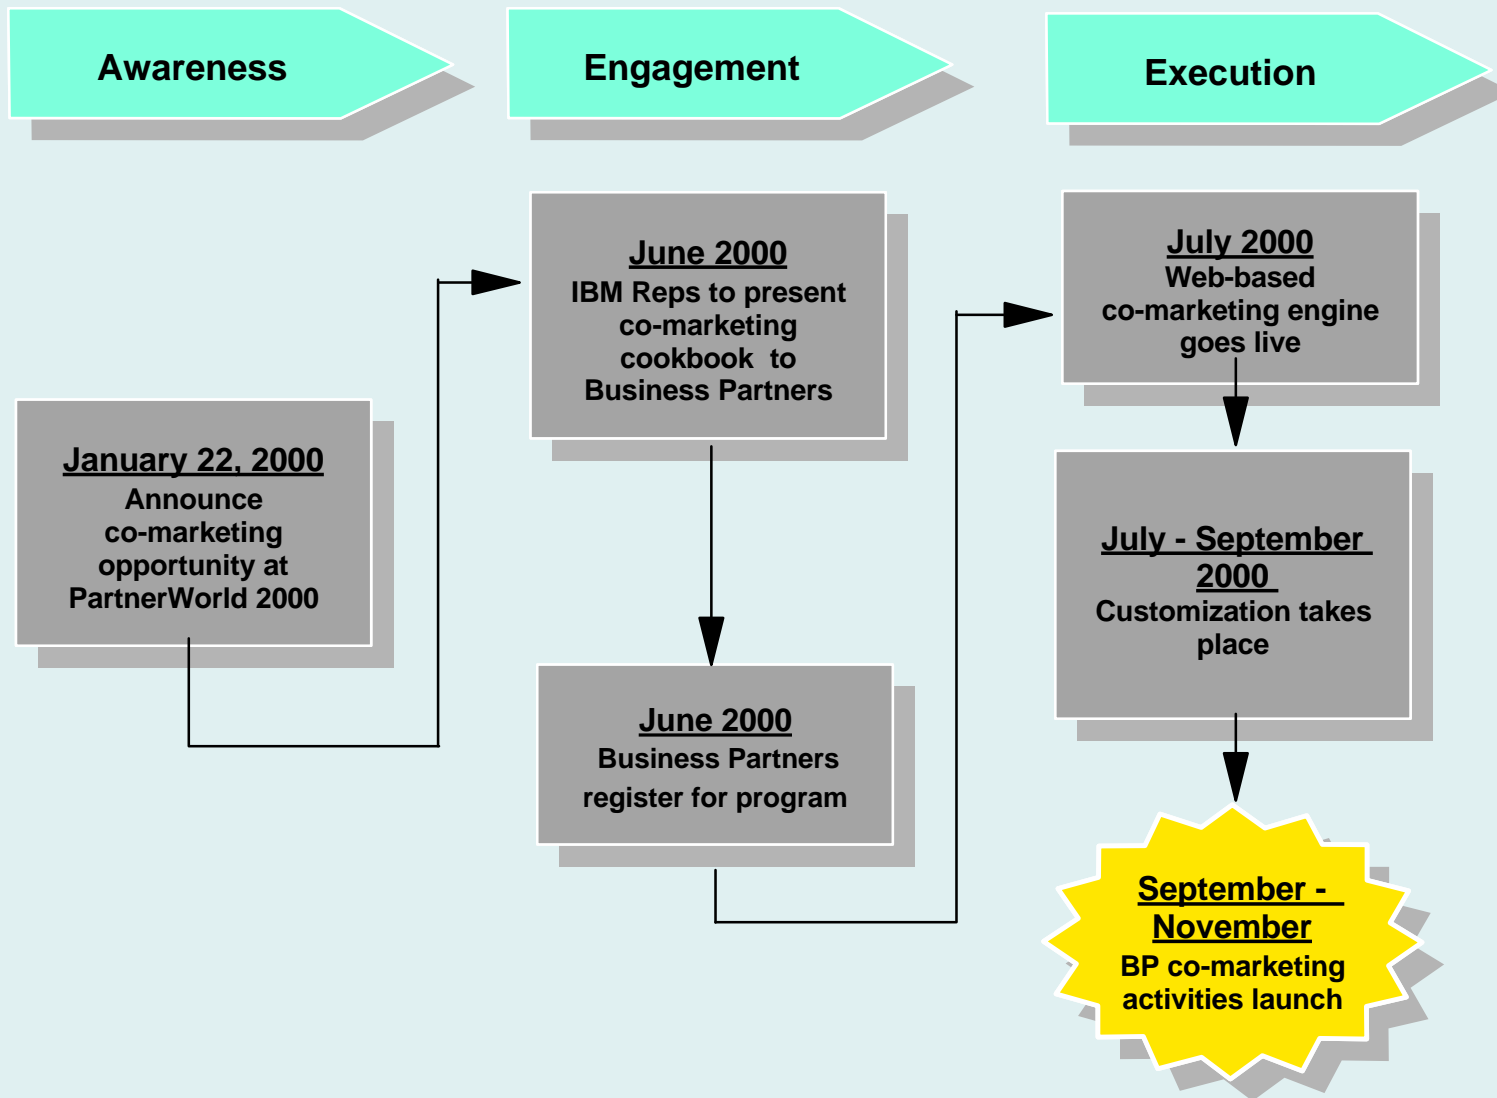 Awareness
Engagement
Execution
January 22, 2000
Announce
co-marketing
opportunity at
PartnerWorld 2000
June 2000
IBM Reps to present
co-marketing
cookbook to
Business Partners
June 2000
Business Partners
register for program
July 2000
Web-based
co-marketing engine
goes live
July - September
2000
Customization takes
place
September -
November
BP co-marketing
activities launch